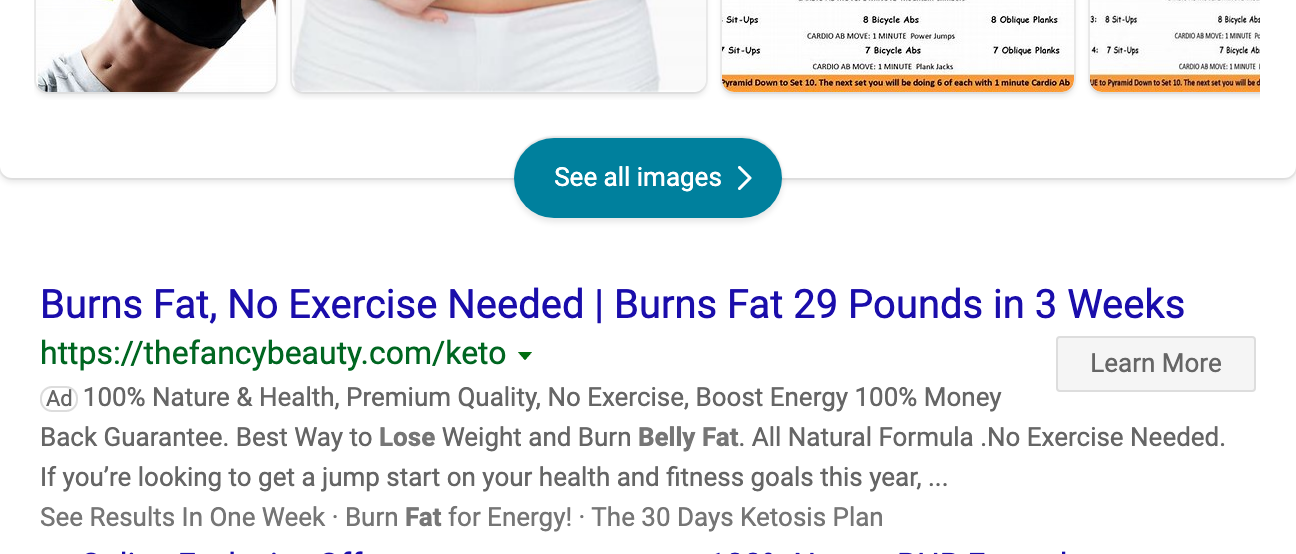 Sit-Ups 8 Bicycle Abs 8 Oblique Planks
CARDIO AB MOVE: 1 MINUTE Power Jumps
7 Sit-Ups 7 Bicycle Abs 7 Oblique Planks
CARDIO AB MOVE: 1 MINUTE Plank Jacks
Pyramid Down to Set 10. The next set you will be doing 6 of each with 1 minute Cardio Ab
3: 8 Sit-Ups 8 Bicycle Ab
CARDIO AB MOVE: 1 MINUTE
4: 7 Sit-Ups 7 Bicycle Ab
CARDIO AB MOVE: 1 MINUTE
UE to Pyramid Down to Set 10. The next set you will be d
See all images
Burns Fat, No Exercise Needed | Burns Fat 29 Pounds in 3 Weeks
https://thefancybeauty.com/keto
Learn More
Ad 100% Nature & Health, Premium Quality, No Exercise, Boost Energy 100% Money
Back Guarantee. Best Way to Lose Weight and Burn Belly Fat. All Natural Formula .No Exercise Needed.
If you’re looking to get a jump start on your health and fitness goals this year, ...
See Results In One Week · Burn Fat for Energy! · The 30 Days Ketosis Plan